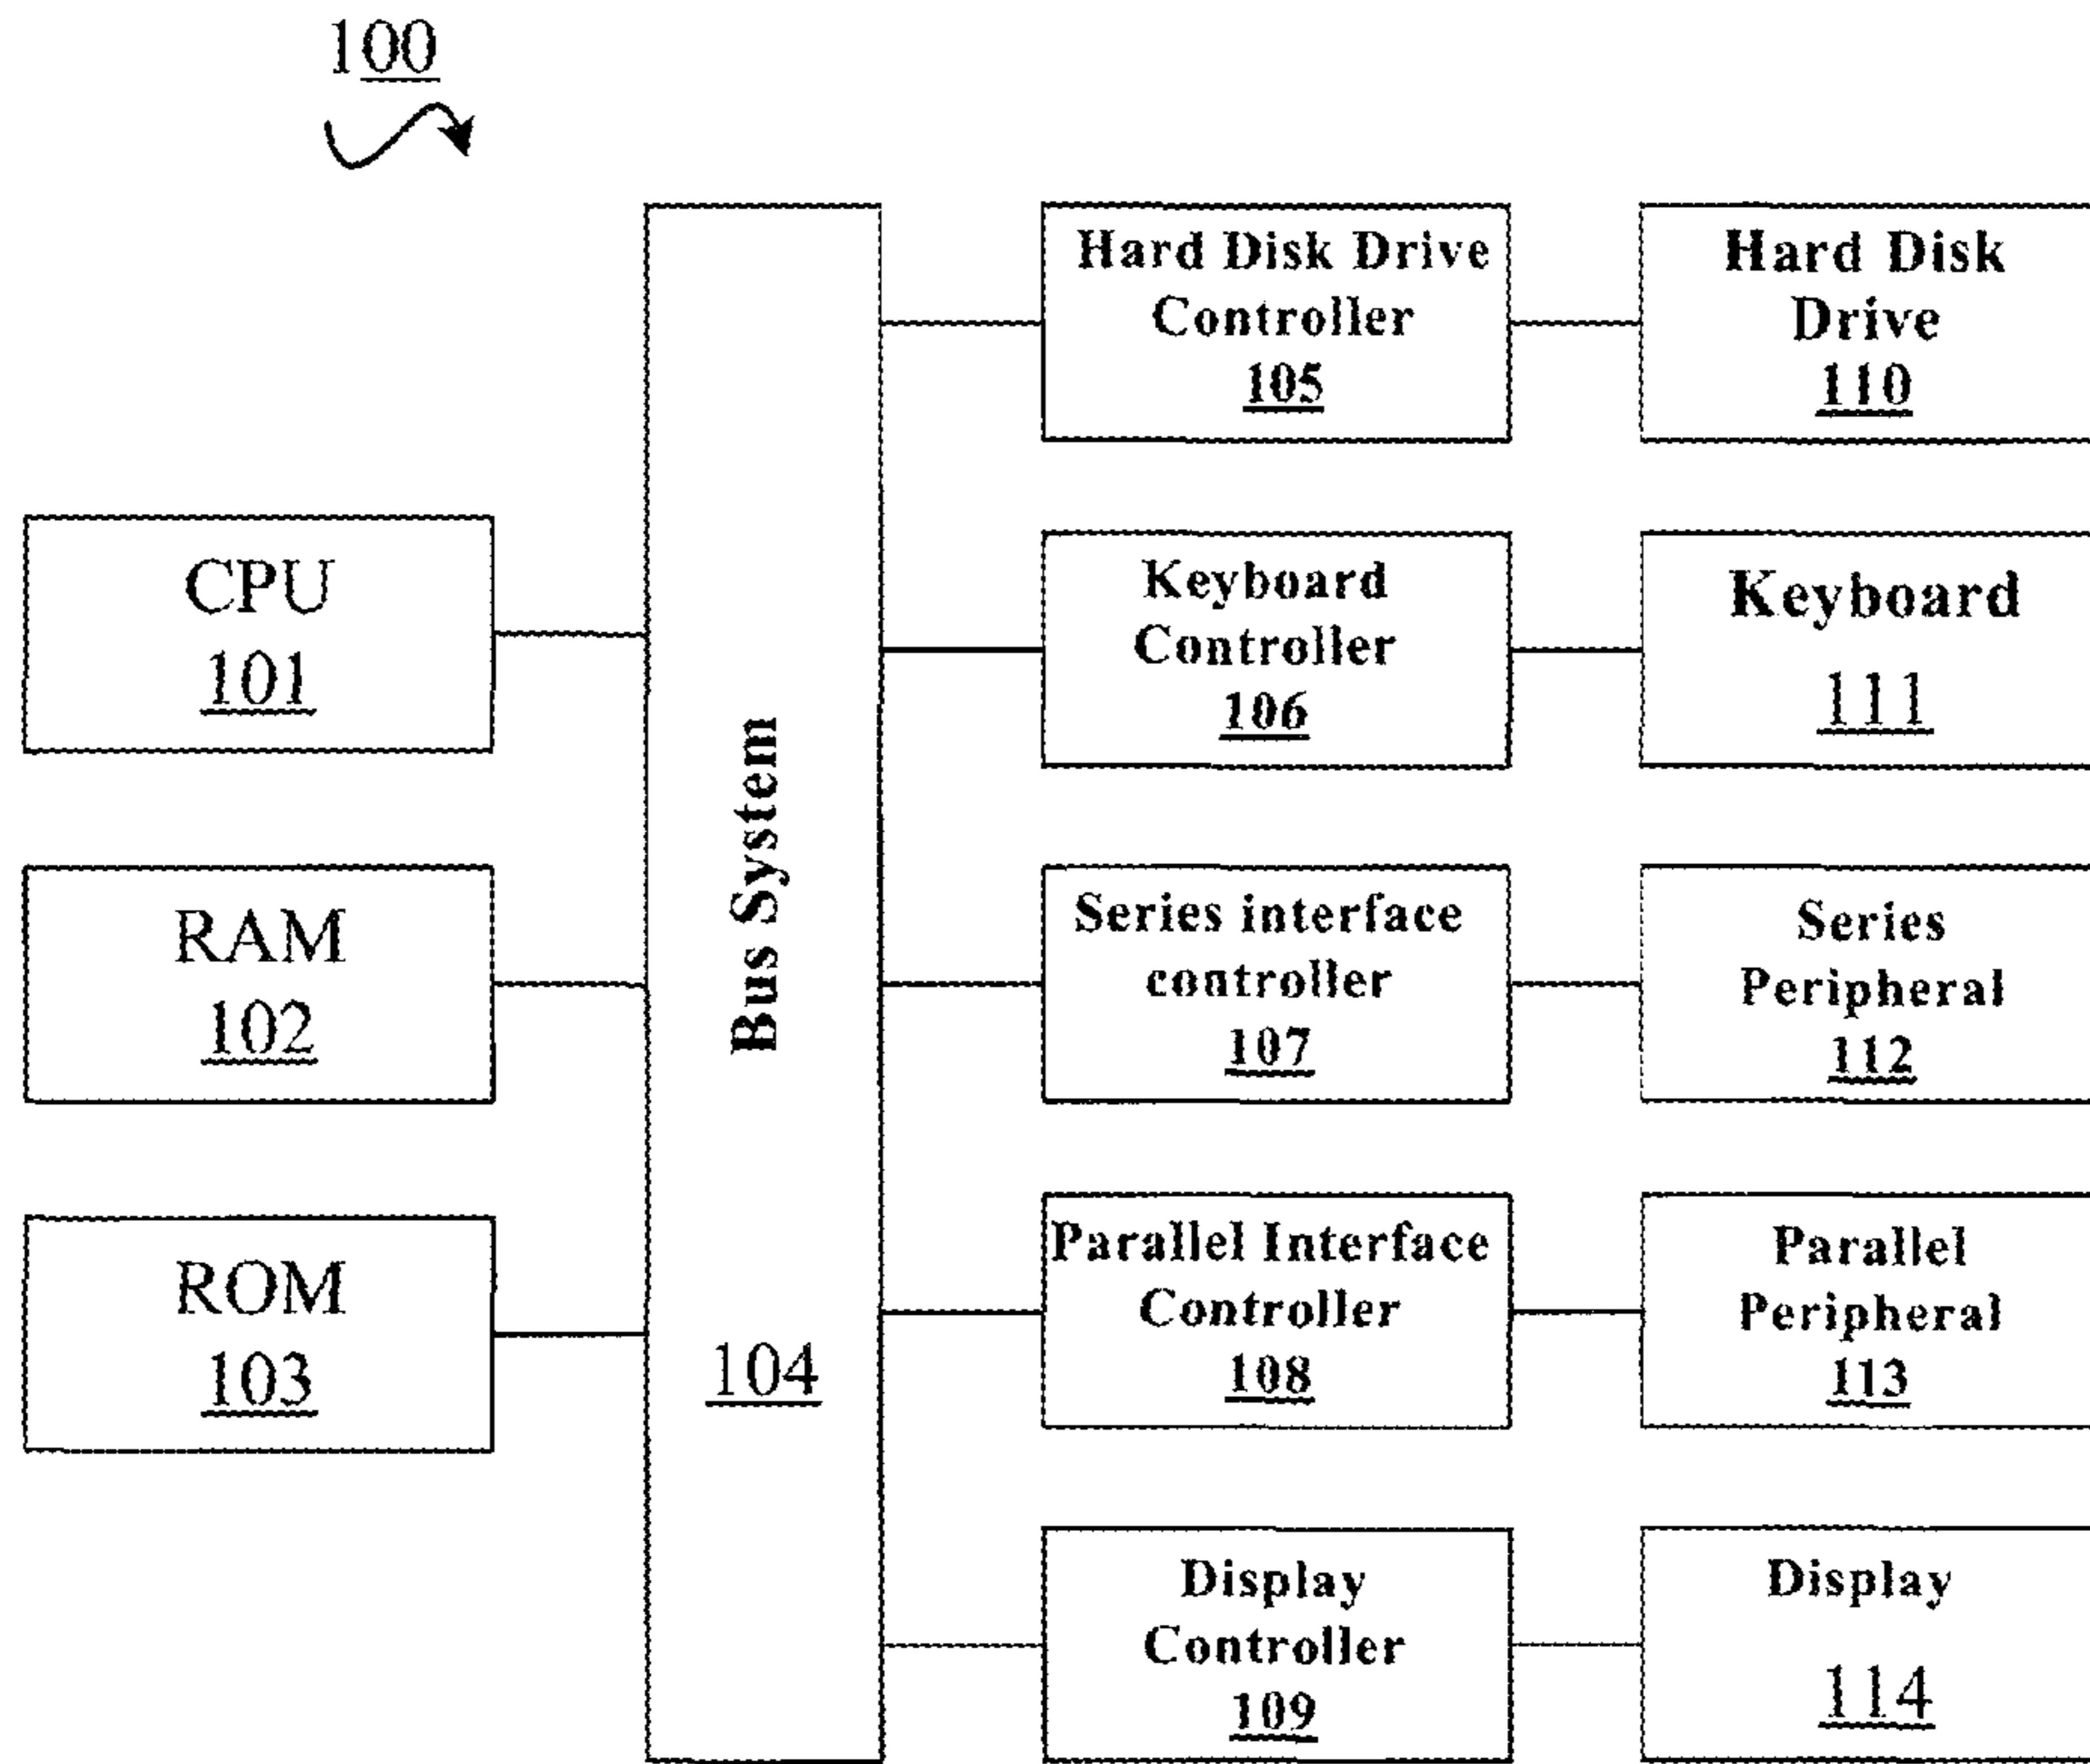 100
CPU
101
RAM
102
ROM
103
Bus System
104
Hard Disk Drive
Controller
105
Hard Disk
Drive
110
Keyboard
Controller
106
Keyboard
111
Series interface
controller
107
Series
Peripheral
112
Parallel Interface
Controller
108
Parallel
Peripheral
113
Display
Controller
109
Display
114